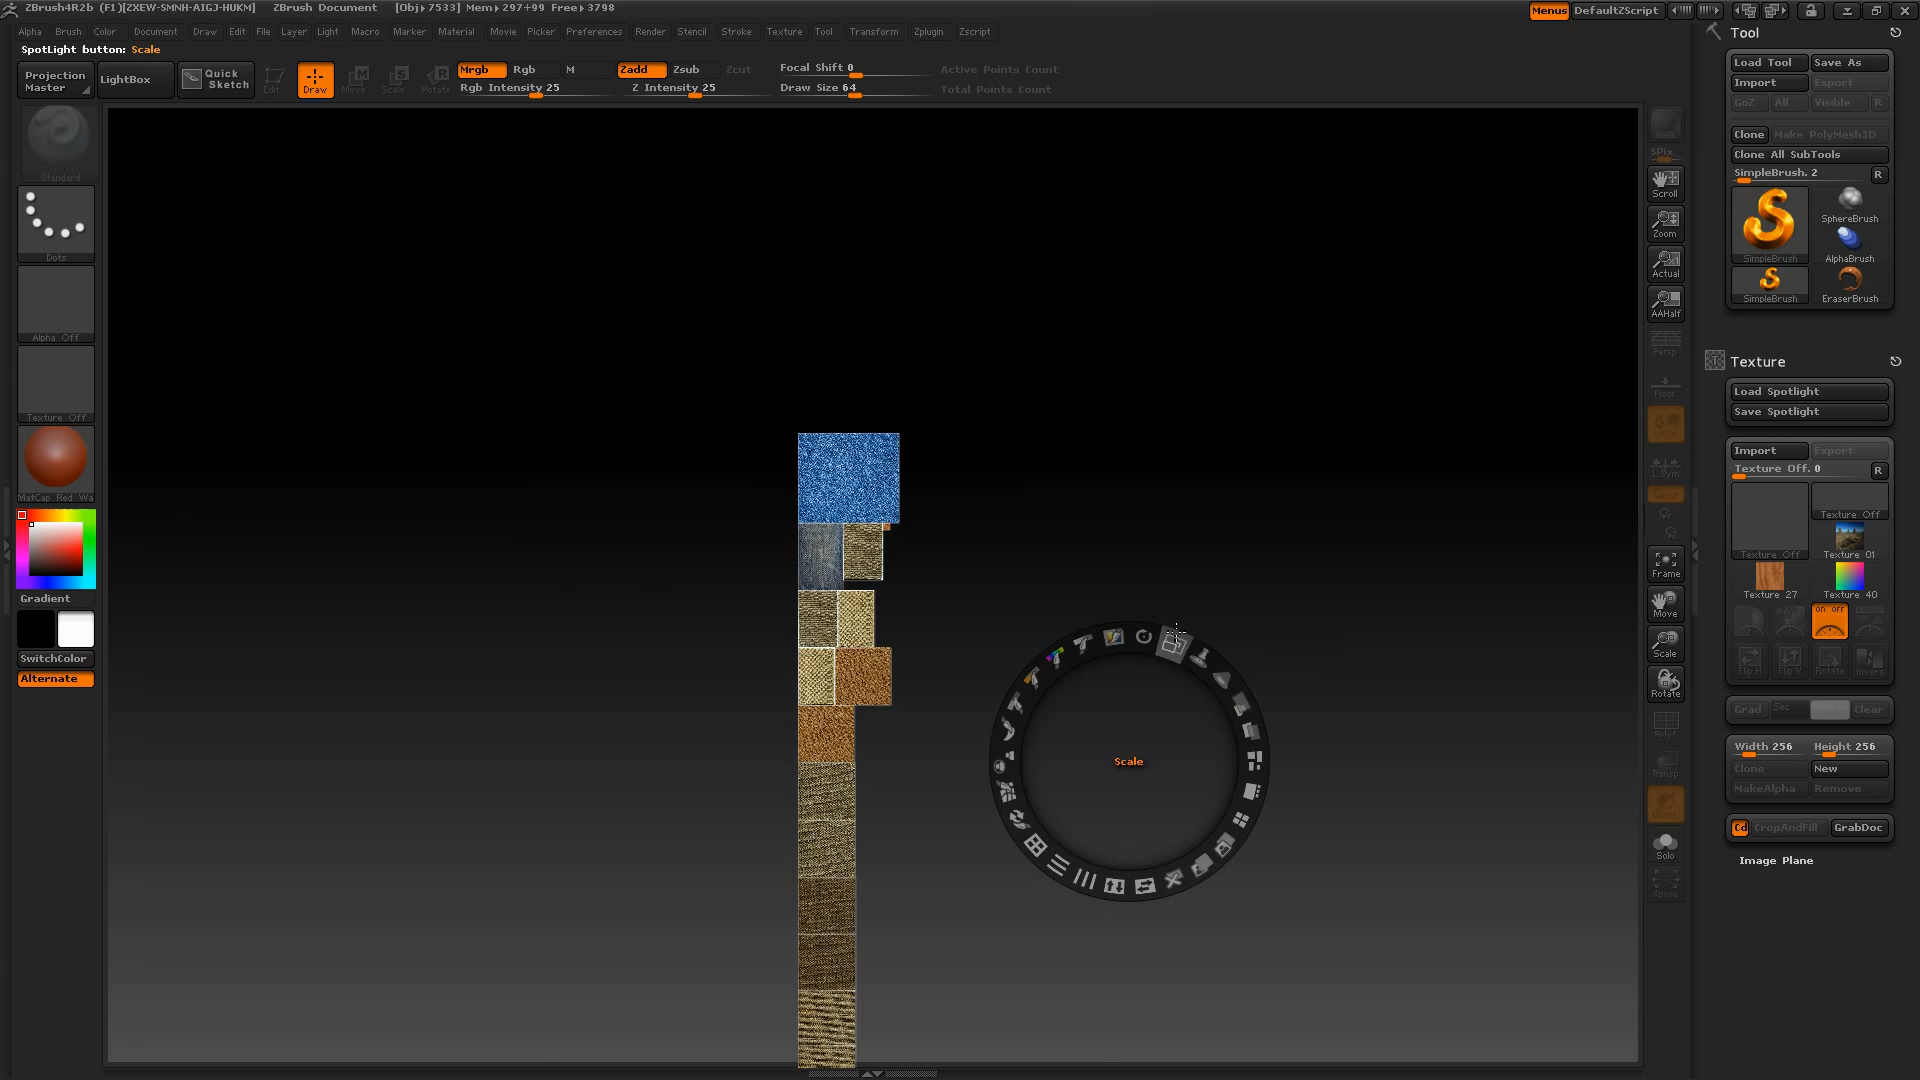 ZBrush4R2b (F1)[ZXEW-SMNH-AIGJ-HUKM] ZBrush Document [Obj▸7533] Mem▸297+99 Free▸3798 Menus DefaultZScript
Alpha Brush Color Document Draw Edit File Layer Light Macro Marker Material Movie Picker Preferences Render Stencil Stroke Texture Tool Transform Zplugin Zscript
SpotLight button: Scale
Projection Master
LightBox
Quick Sketch
Edit
Draw
Move
Scale
Rotate
Mrgb Rgb M
Rgb Intensity 25
Zadd Zsub Zcut
Z Intensity 25
Focal Shift 0
Draw Size 64
Active Points Count
Total Points Count
Standard
Dots
Alpha Off
Texture Off
MatCap Red Wa
Gradient
SwitchColor
Alternate
Scale
BPR
SPix
Scroll
Zoom
Actual
AAHalf
Persp
Floor
Local
L.Sym
Frame
Move
Scale
Rotate
PolyF
Transp
Solo
Xpose
Tool
Load Tool Save As
Import Export
GoZ All Visible R
Clone Make PolyMesh3D
Clone All SubTools
SimpleBrush. 2 R
SimpleBrush
SphereBrush
AlphaBrush
SimpleBrush
EraserBrush
Texture
Load Spotlight
Save Spotlight
Import Export
Texture Off. 0 R
Texture Off
Texture Off
Texture 01
Texture 27
Texture 40
on off
Flip H Flip V Rotate Invers
Grad Sec Main Clear
Width 256 Height 256
Clone New
MakeAlpha Remove
Cd CropAndFill GrabDoc
Image Plane